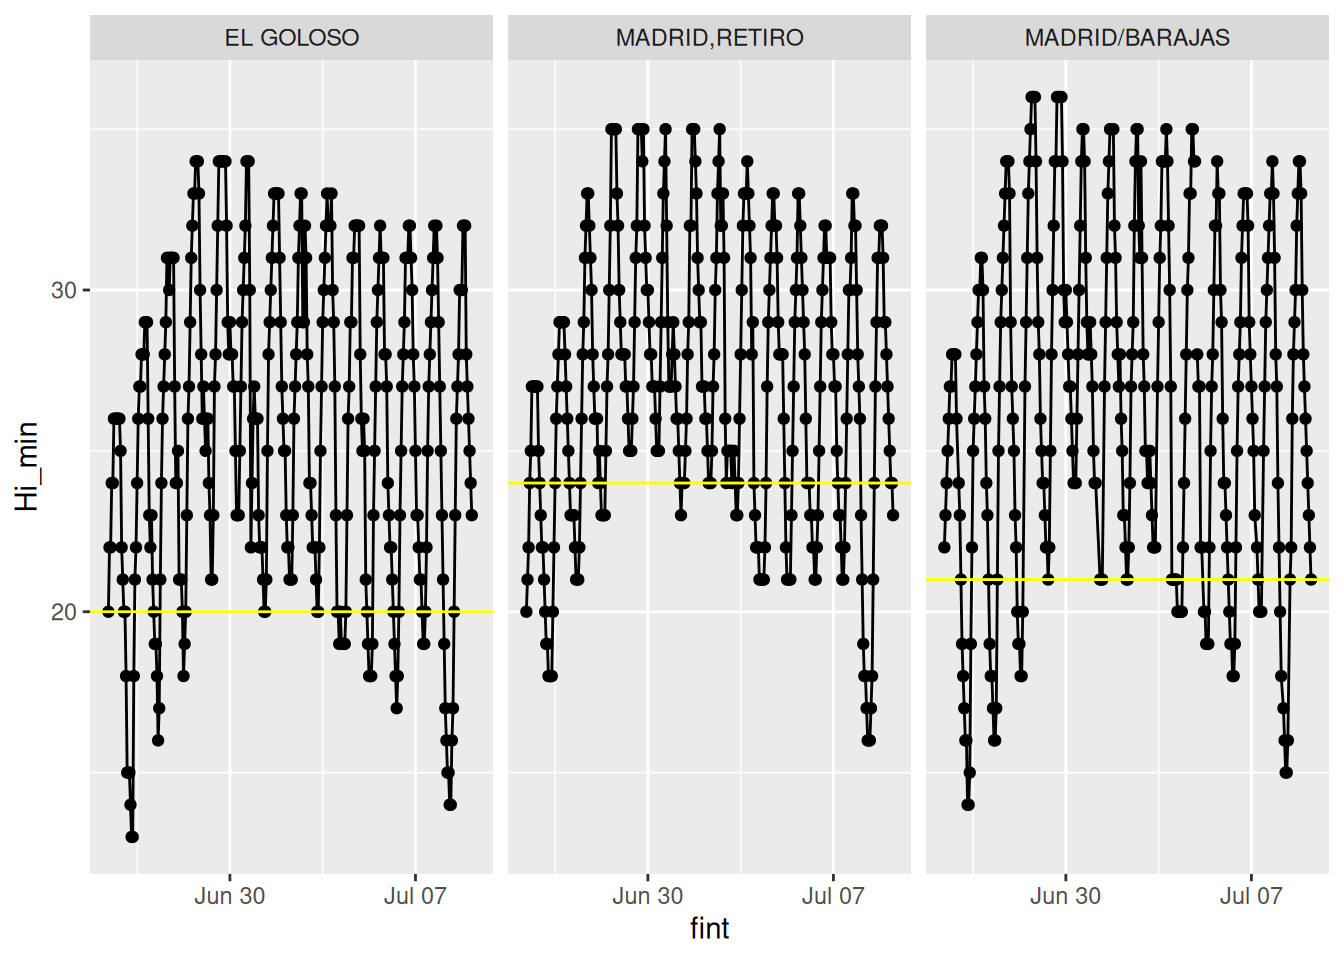 EL GOLOSO
MADRID,RETIRO
MADRID/BARAJAS
Hi_min
30
20
Jun 30
Jul 07
Jun 30
Jul 07
Jun 30
Jul 07
fint